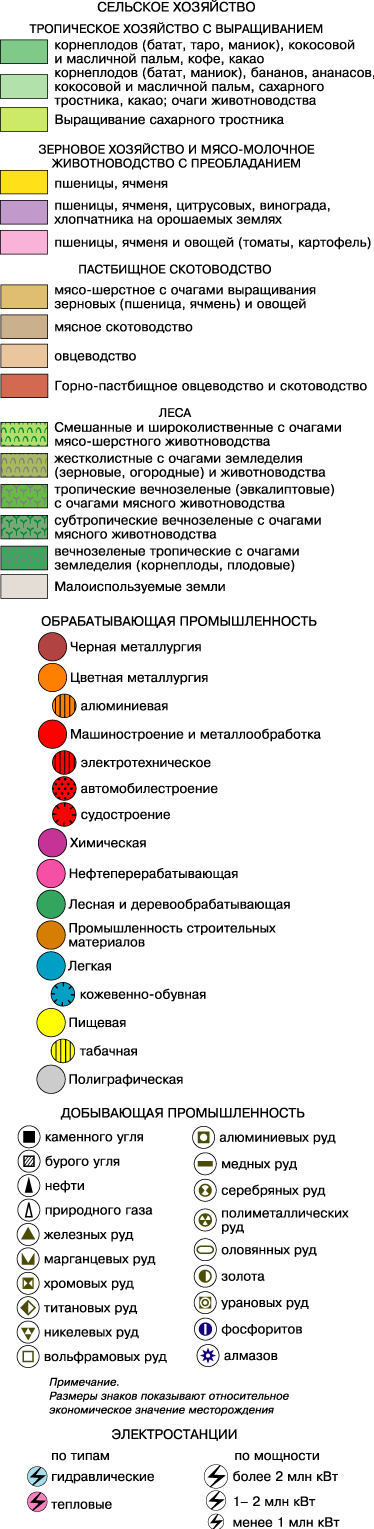 СЕЛЬСКОЕ ХОЗЯЙСТВО
ТРОПИЧЕСКОЕ ХОЗЯЙСТВО С ВЫРАЩИВАНИЕМ
корнеплодов (батат, таро, маниок), кокосовой
и масличной пальм, кофе, какао
корнеплодов (батат, маниок), бананов, ананасов,
кокосовой и масличной пальм, сахарного
тростника, какао; очаги животноводства
Выращивание сахарного тростника
ЗЕРНОВОЕ ХОЗЯЙСТВО И МЯСО-МОЛОЧНОЕ
ЖИВОТНОВОДСТВО С ПРЕОБЛАДАНИЕМ
пшеницы, ячменя
пшеницы, ячменя, цитрусовых, винограда,
хлопчатника на орошаемых землях
пшеницы, ячменя и овощей (томаты, картофель)
ПАСТБИЩНОЕ СКОТОВОДСТВО
мясо-шерстное с очагами выращивания
зерновых (пшеница, ячмень) и овощей
мясное скотоводство
овцеводство
Горно-пастбищное овцеводство и скотоводство
ЛЕСА
Смешанные и широколиственные с очагами
мясо-шерстного животноводства
жестколистные с очагами земледелия
(зерновые, огородные) и животноводства
тропические вечнозеленые (эвкалиптовые)
с очагами мясного животноводства
субтропические вечнозеленые с очагами
мясного животноводства
вечнозеленые тропические с очагами
земледелия (корнеплоды, плодовые)
Малоиспользуемые земли
ОБРАБАТЫВАЮЩАЯ ПРОМЫШЛЕННОСТЬ
Черная металлургия
Цветная металлургия
алюминиевая
Машиностроение и металлообработка
электротехническое
автомобилестроение
судостроение
Химическая
Нефтеперерабатывающая
Лесная и деревообрабатывающая
Промышленность строительных
материалов
Легкая
кожевенно-обувная
Пищевая
табачная
Полиграфическая
ДОБЫВАЮЩАЯ ПРОМЫШЛЕННОСТЬ
каменного угля
бурого угля
нефти
природного газа
железных руд
марганцевых руд
хромовых руд
титановых руд
никелевых руд
вольфрамовых руд
алюминиевых руд
медных руд
серебряных руд
полиметаллических
руд
оловянных руд
золота
урановых руд
фосфоритов
алмазов
Примечание.
Размеры знаков показывают относительное
экономическое значение месторождения
ЭЛЕКТРОСТАНЦИИ
по типам
гидравлические
тепловые
по мощности
более 2 млн кВт
1– 2 млн кВт
менее 1 млн кВт